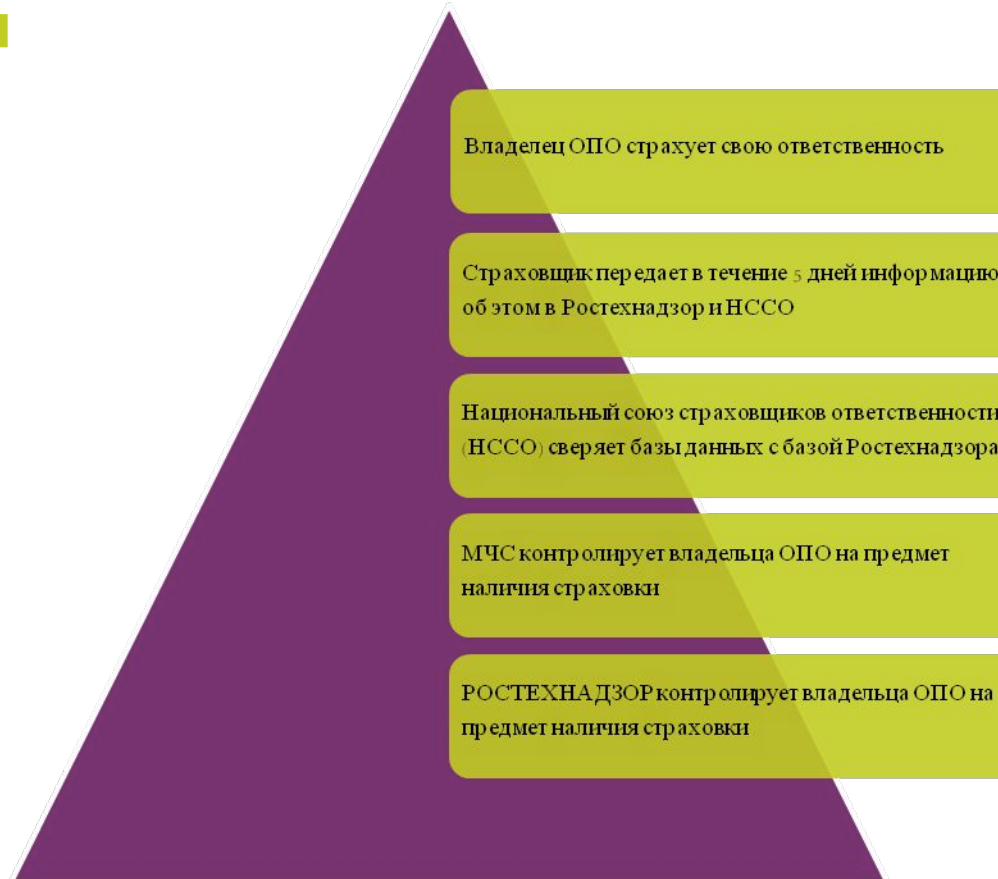 Владелец ОПО страхует свою ответственность
Страховщик передает в течение 5 дней информацию
об этом в Ростехнадзор и НССО
Национальный союз страховщиков ответственности
(НССО) сверяет базы данных с базой Ростехнадзора
МЧС контролирует владельца ОПО на предмет
наличия страховки
РОСТЕХНАДЗОР контролирует владельца ОПО на
предмет наличия страховки